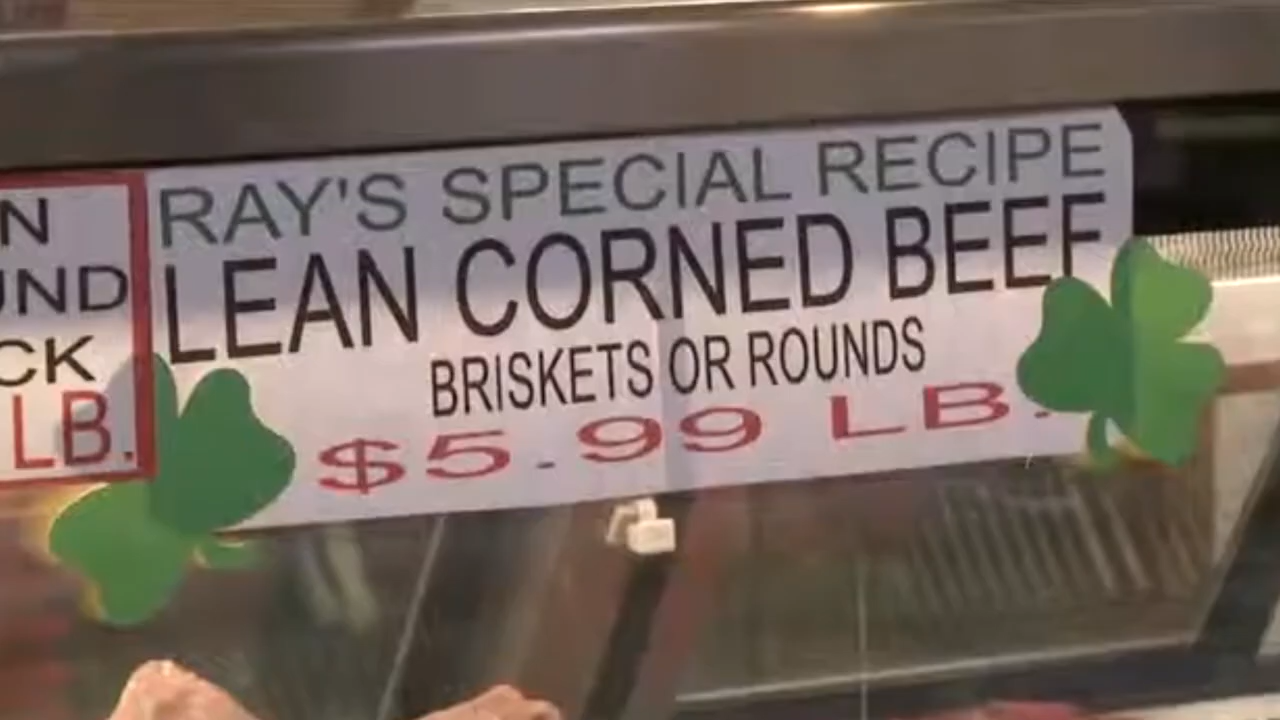 RAY'S SPECIAL RECIPE
LEAN CORNED BEEF
BRISKETS OR ROUNDS
$5.99 LB.
N
UND
CK
LB.